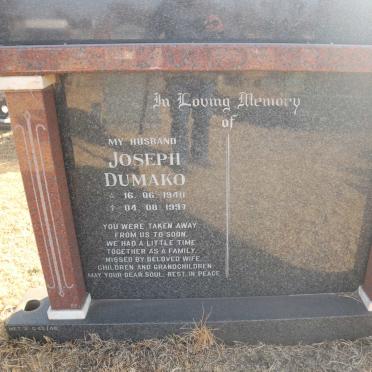 In Loving Memory
of
MY HUSBAND
JOSEPH
DUMAKO
16. 06. 1940
04. 08. 1997
YOU WERE TAKEN AWAY
FROM US TO SOON.
WE HAD A LITTLE TIME
TOGETHER AS A FAMILY.
MISSED BY BELOVED WIFE,
CHILDREN AND GRANDCHILDREN
MAY YOUR DEAR SOUL REST IN PEACE